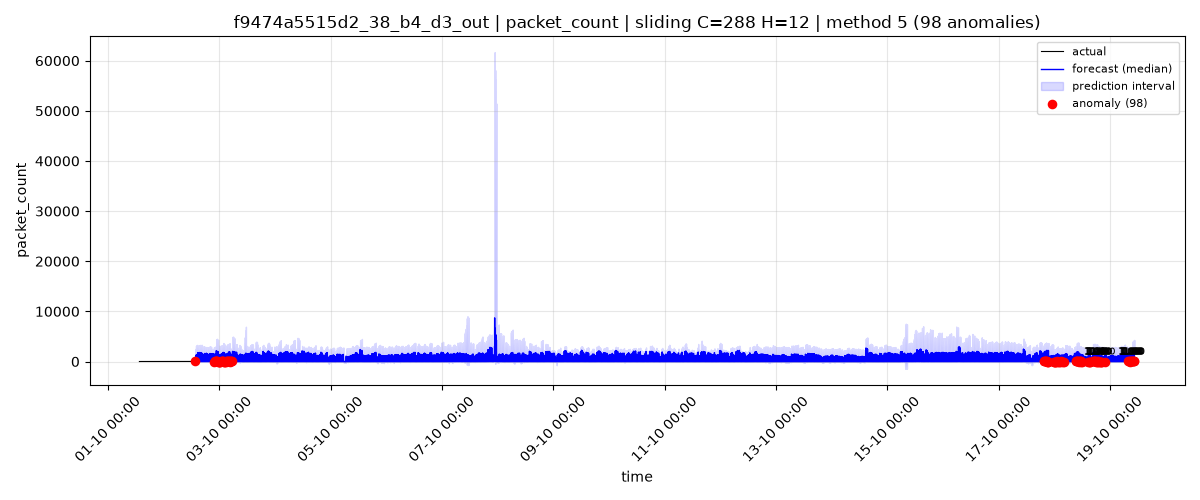 f9474a5515d2_38_b4_d3_out | packet_count | sliding C=288 H=12 | method 5 (98 anomalies)
actual
forecast (median)
prediction interval
anomaly (98)
packet_count
60000
50000
40000
30000
20000
10000
0
01-10 00:00
03-10 00:00
05-10 00:00
07-10 00:00
09-10 00:00
11-10 00:00
13-10 00:00
15-10 00:00
17-10 00:00
19-10 00:00
time